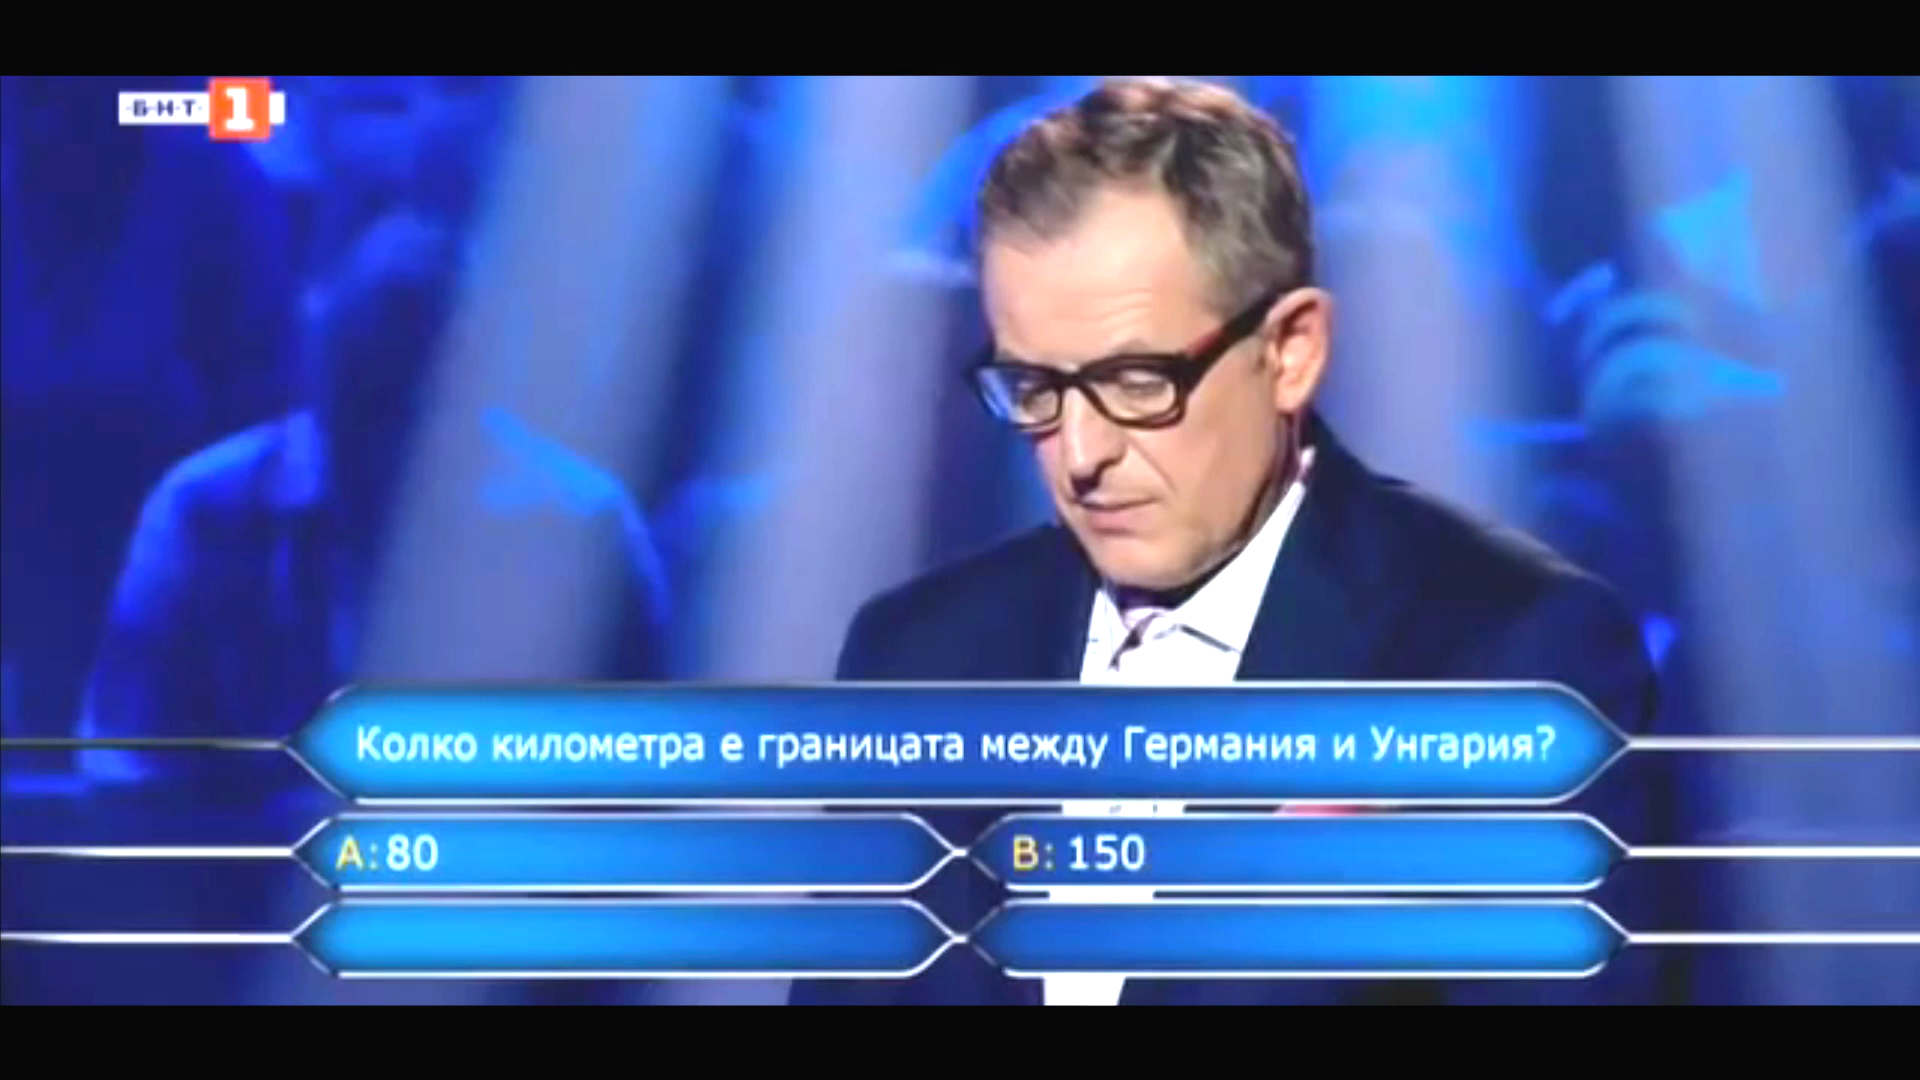 БНТ 1
Колко километра е границата между Германия и Унгария?
A: 80
B: 150